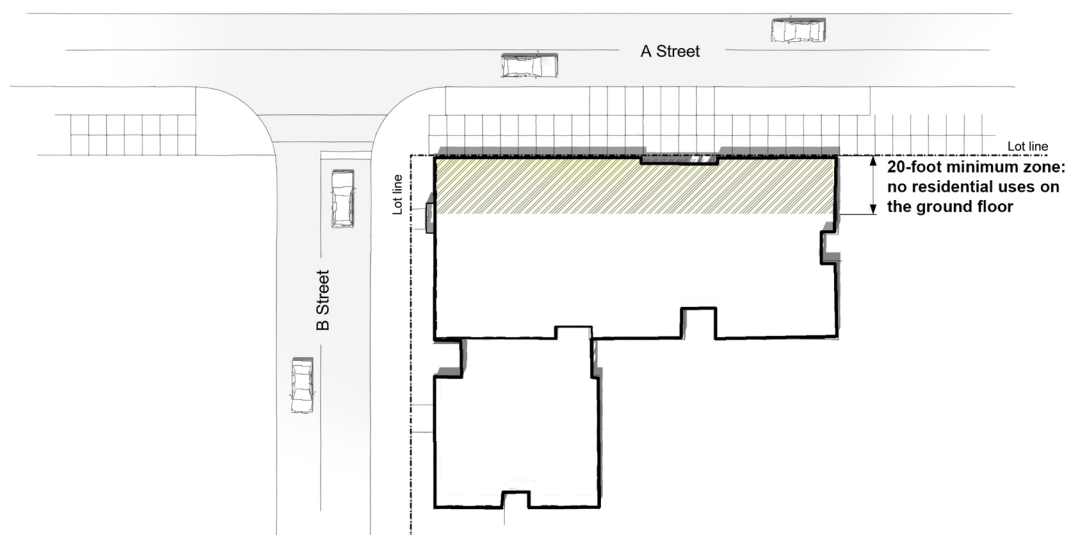 A Street
Lot line
20-foot minimum zone:
no residential uses on
the ground floor
Lot line
B Street